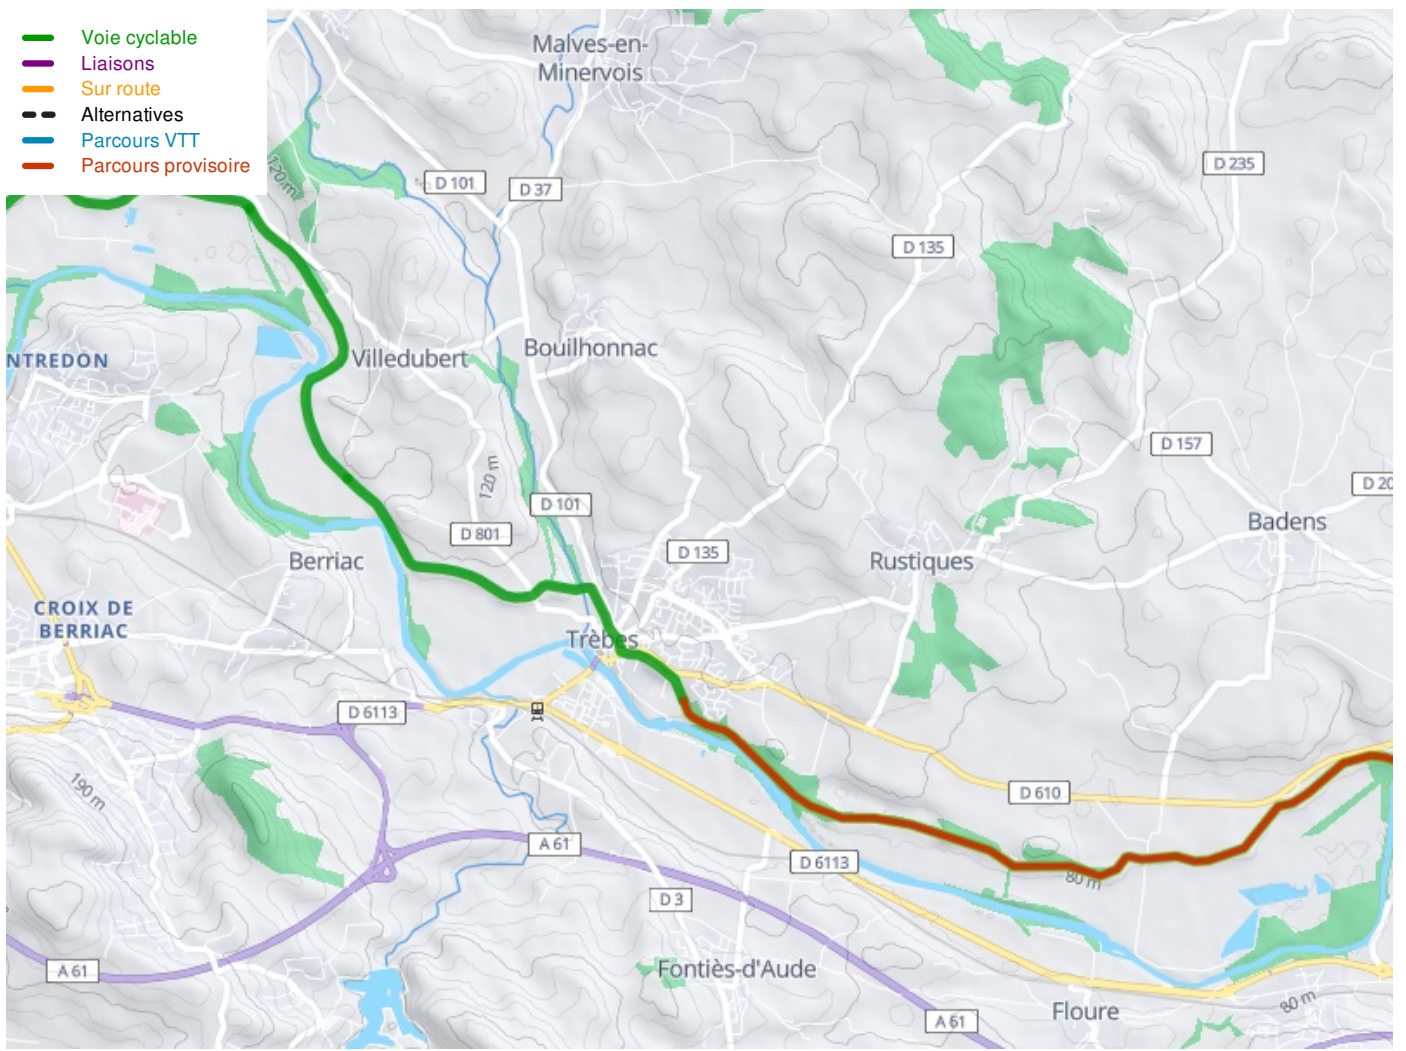 Voie cyclable
Liaisons
Sur route
Alternatives
Parcours VTT
Parcours provisoire
Malves-en-
Minervois
120 m
D 101
D 37
D 235
D 135
NTREDON
Villedubert
Bouilhonnac
D 157
120 m
D 20
D 101
Badens
D 801
D 135
Berriac
Rustiques
CROIX DE
BERRIAC
Trèbes
D 6113
190 m
D 610
A 61
D 6113
80 m
D 3
A 61
Fontiès-d'Aude
80 m
Floure
A 61